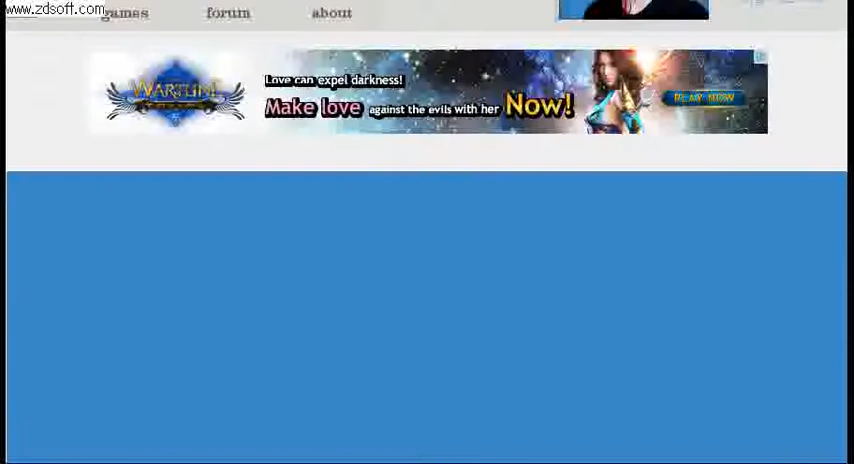 www.zdsoft.com
games forum about
WARTUNE
Love can expel darkness!
Make love against the evils with her Now!
PLAY NOW